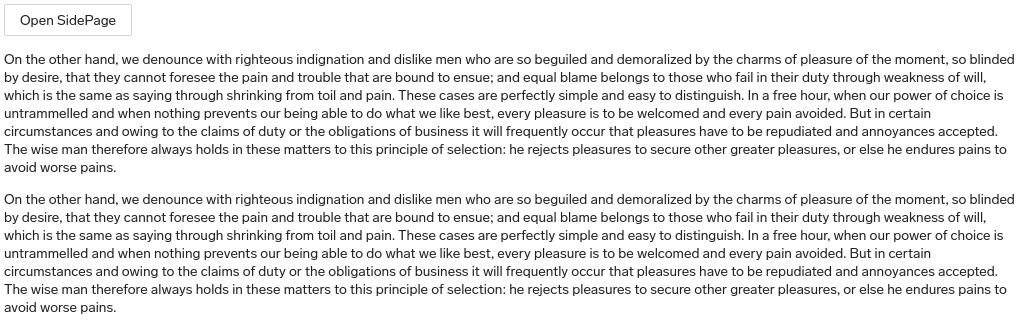 Open SidePage
On the other hand, we denounce with righteous indignation and dislike men who are so beguiled and demoralized by the charms of pleasure of the moment, so blinded
by desire, that they cannot foresee the pain and trouble that are bound to ensue; and equal blame belongs to those who fail in their duty through weakness of will,
which is the same as saying through shrinking from toil and pain. These cases are perfectly simple and easy to distinguish. In a free hour, when our power of choice is
untrammelled and when nothing prevents our being able to do what we like best, every pleasure is to be welcomed and every pain avoided. But in certain
circumstances and owing to the claims of duty or the obligations of business it will frequently occur that pleasures have to be repudiated and annoyances accepted.
The wise man therefore always holds in these matters to this principle of selection: he rejects pleasures to secure other greater pleasures, or else he endures pains to
avoid worse pains.
On the other hand, we denounce with righteous indignation and dislike men who are so beguiled and demoralized by the charms of pleasure of the moment, so blinded
by desire, that they cannot foresee the pain and trouble that are bound to ensue; and equal blame belongs to those who fail in their duty through weakness of will,
which is the same as saying through shrinking from toil and pain. These cases are perfectly simple and easy to distinguish. In a free hour, when our power of choice is
untrammelled and when nothing prevents our being able to do what we like best, every pleasure is to be welcomed and every pain avoided. But in certain
circumstances and owing to the claims of duty or the obligations of business it will frequently occur that pleasures have to be repudiated and annoyances accepted.
The wise man therefore always holds in these matters to this principle of selection: he rejects pleasures to secure other greater pleasures, or else he endures pains to
avoid worse pains.